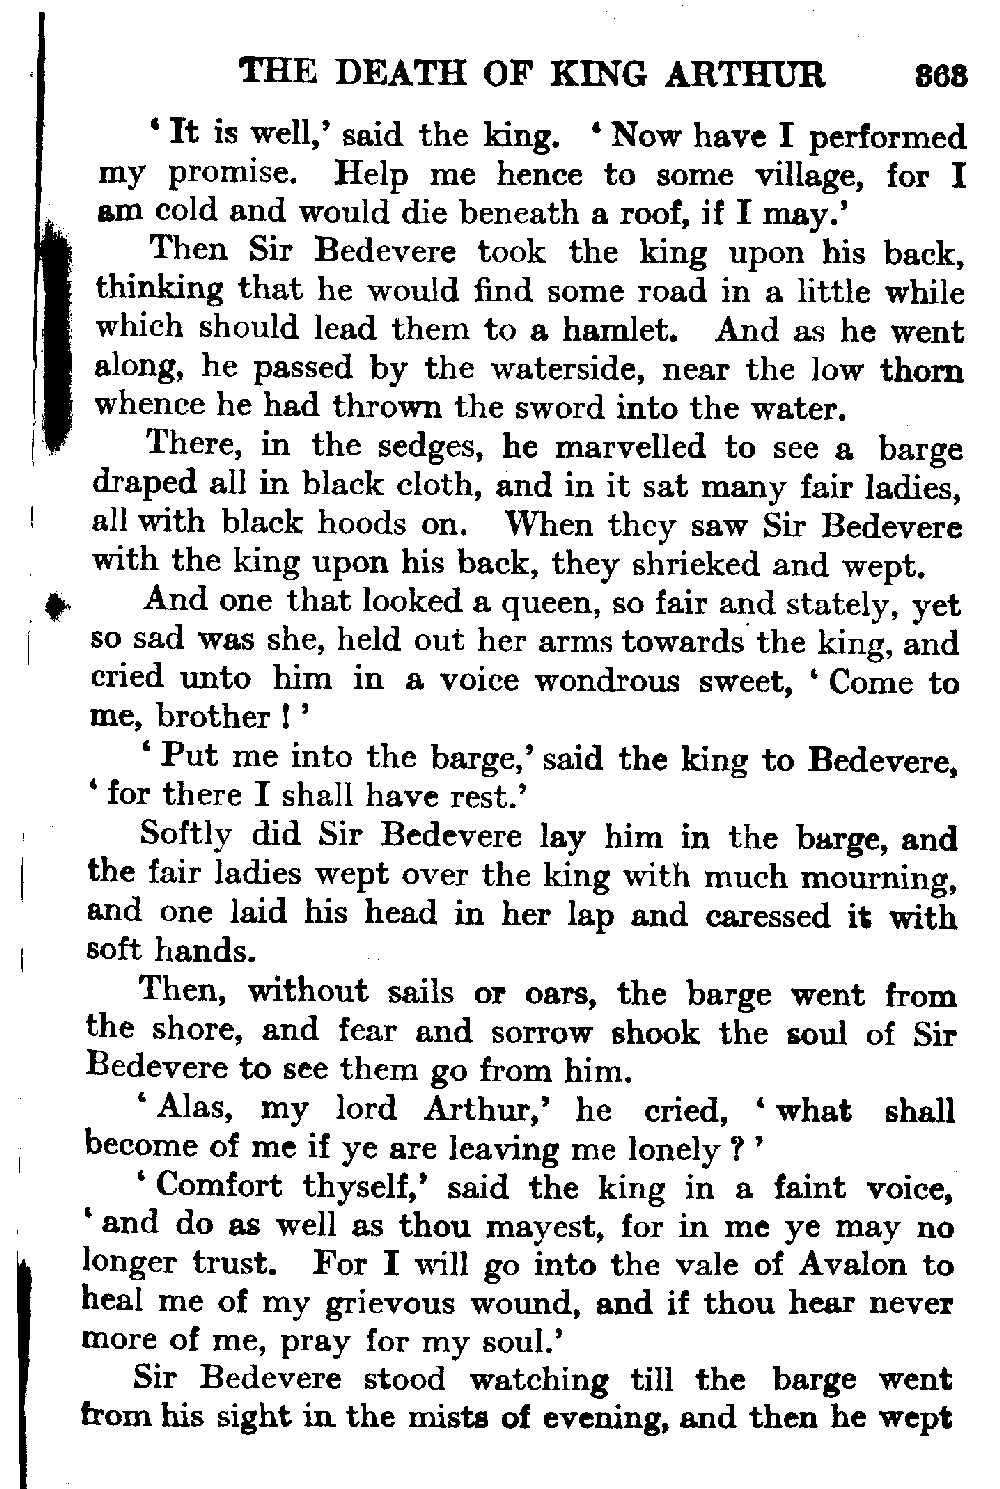 THE DEATH OF KING ARTHUR 363
‘ It is well,’ said the king. ‘ Now have I performed
my promise. Help me hence to some village, for I
am cold and would die beneath a roof, if I may.’
Then Sir Bedevere took the king upon his back,
thinking that he would find some road in a little while
which should lead them to a hamlet. And as he went
along, he passed by the waterside, near the low thorn
whence he had thrown the sword into the water.
There, in the sedges, he marvelled to see a barge
draped all in black cloth, and in it sat many fair ladies,
all with black hoods on. When they saw Sir Bedevere
with the king upon his back, they shrieked and wept.
And one that looked a queen, so fair and stately, yet
so sad was she, held out her arms towards the king, and
cried unto him in a voice wondrous sweet, ‘ Come to
me, brother ! ’
‘ Put me into the barge,’ said the king to Bedevere,
‘ for there I shall have rest.’
Softly did Sir Bedevere lay him in the barge, and
the fair ladies wept over the king with much mourning,
and one laid his head in her lap and caressed it with
soft hands.
Then, without sails or oars, the barge went from
the shore, and fear and sorrow shook the soul of Sir
Bedevere to see them go from him.
‘ Alas, my lord Arthur,’ he cried, ‘ what shall
become of me if ye are leaving me lonely ? ’
‘ Comfort thyself,’ said the king in a faint voice,
‘ and do as well as thou mayest, for in me ye may no
longer trust. For I will go into the vale of Avalon to
heal me of my grievous wound, and if thou hear never
more of me, pray for my soul.’
Sir Bedevere stood watching till the barge went
from his sight in the mists of evening, and then he wept